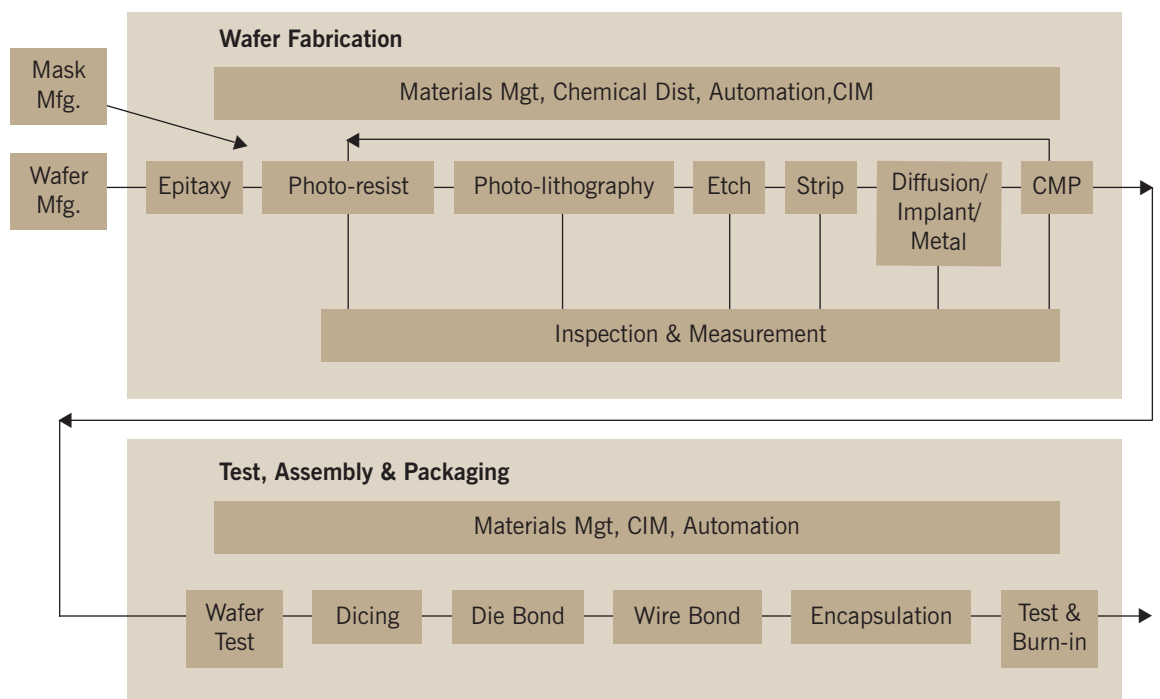 Wafer Fabrication
Mask
Mfg.
Materials Mgt, Chemical Dist, Automation,CIM
Wafer
Mfg.
Epitaxy
Photo-resist
Photo-lithography
Etch
Strip
Diffusion/
Implant/
Metal
CMP
Inspection & Measurement
Test, Assembly & Packaging
Materials Mgt, CIM, Automation
Wafer
Test
Dicing
Die Bond
Wire Bond
Encapsulation
Test &
Burn-in